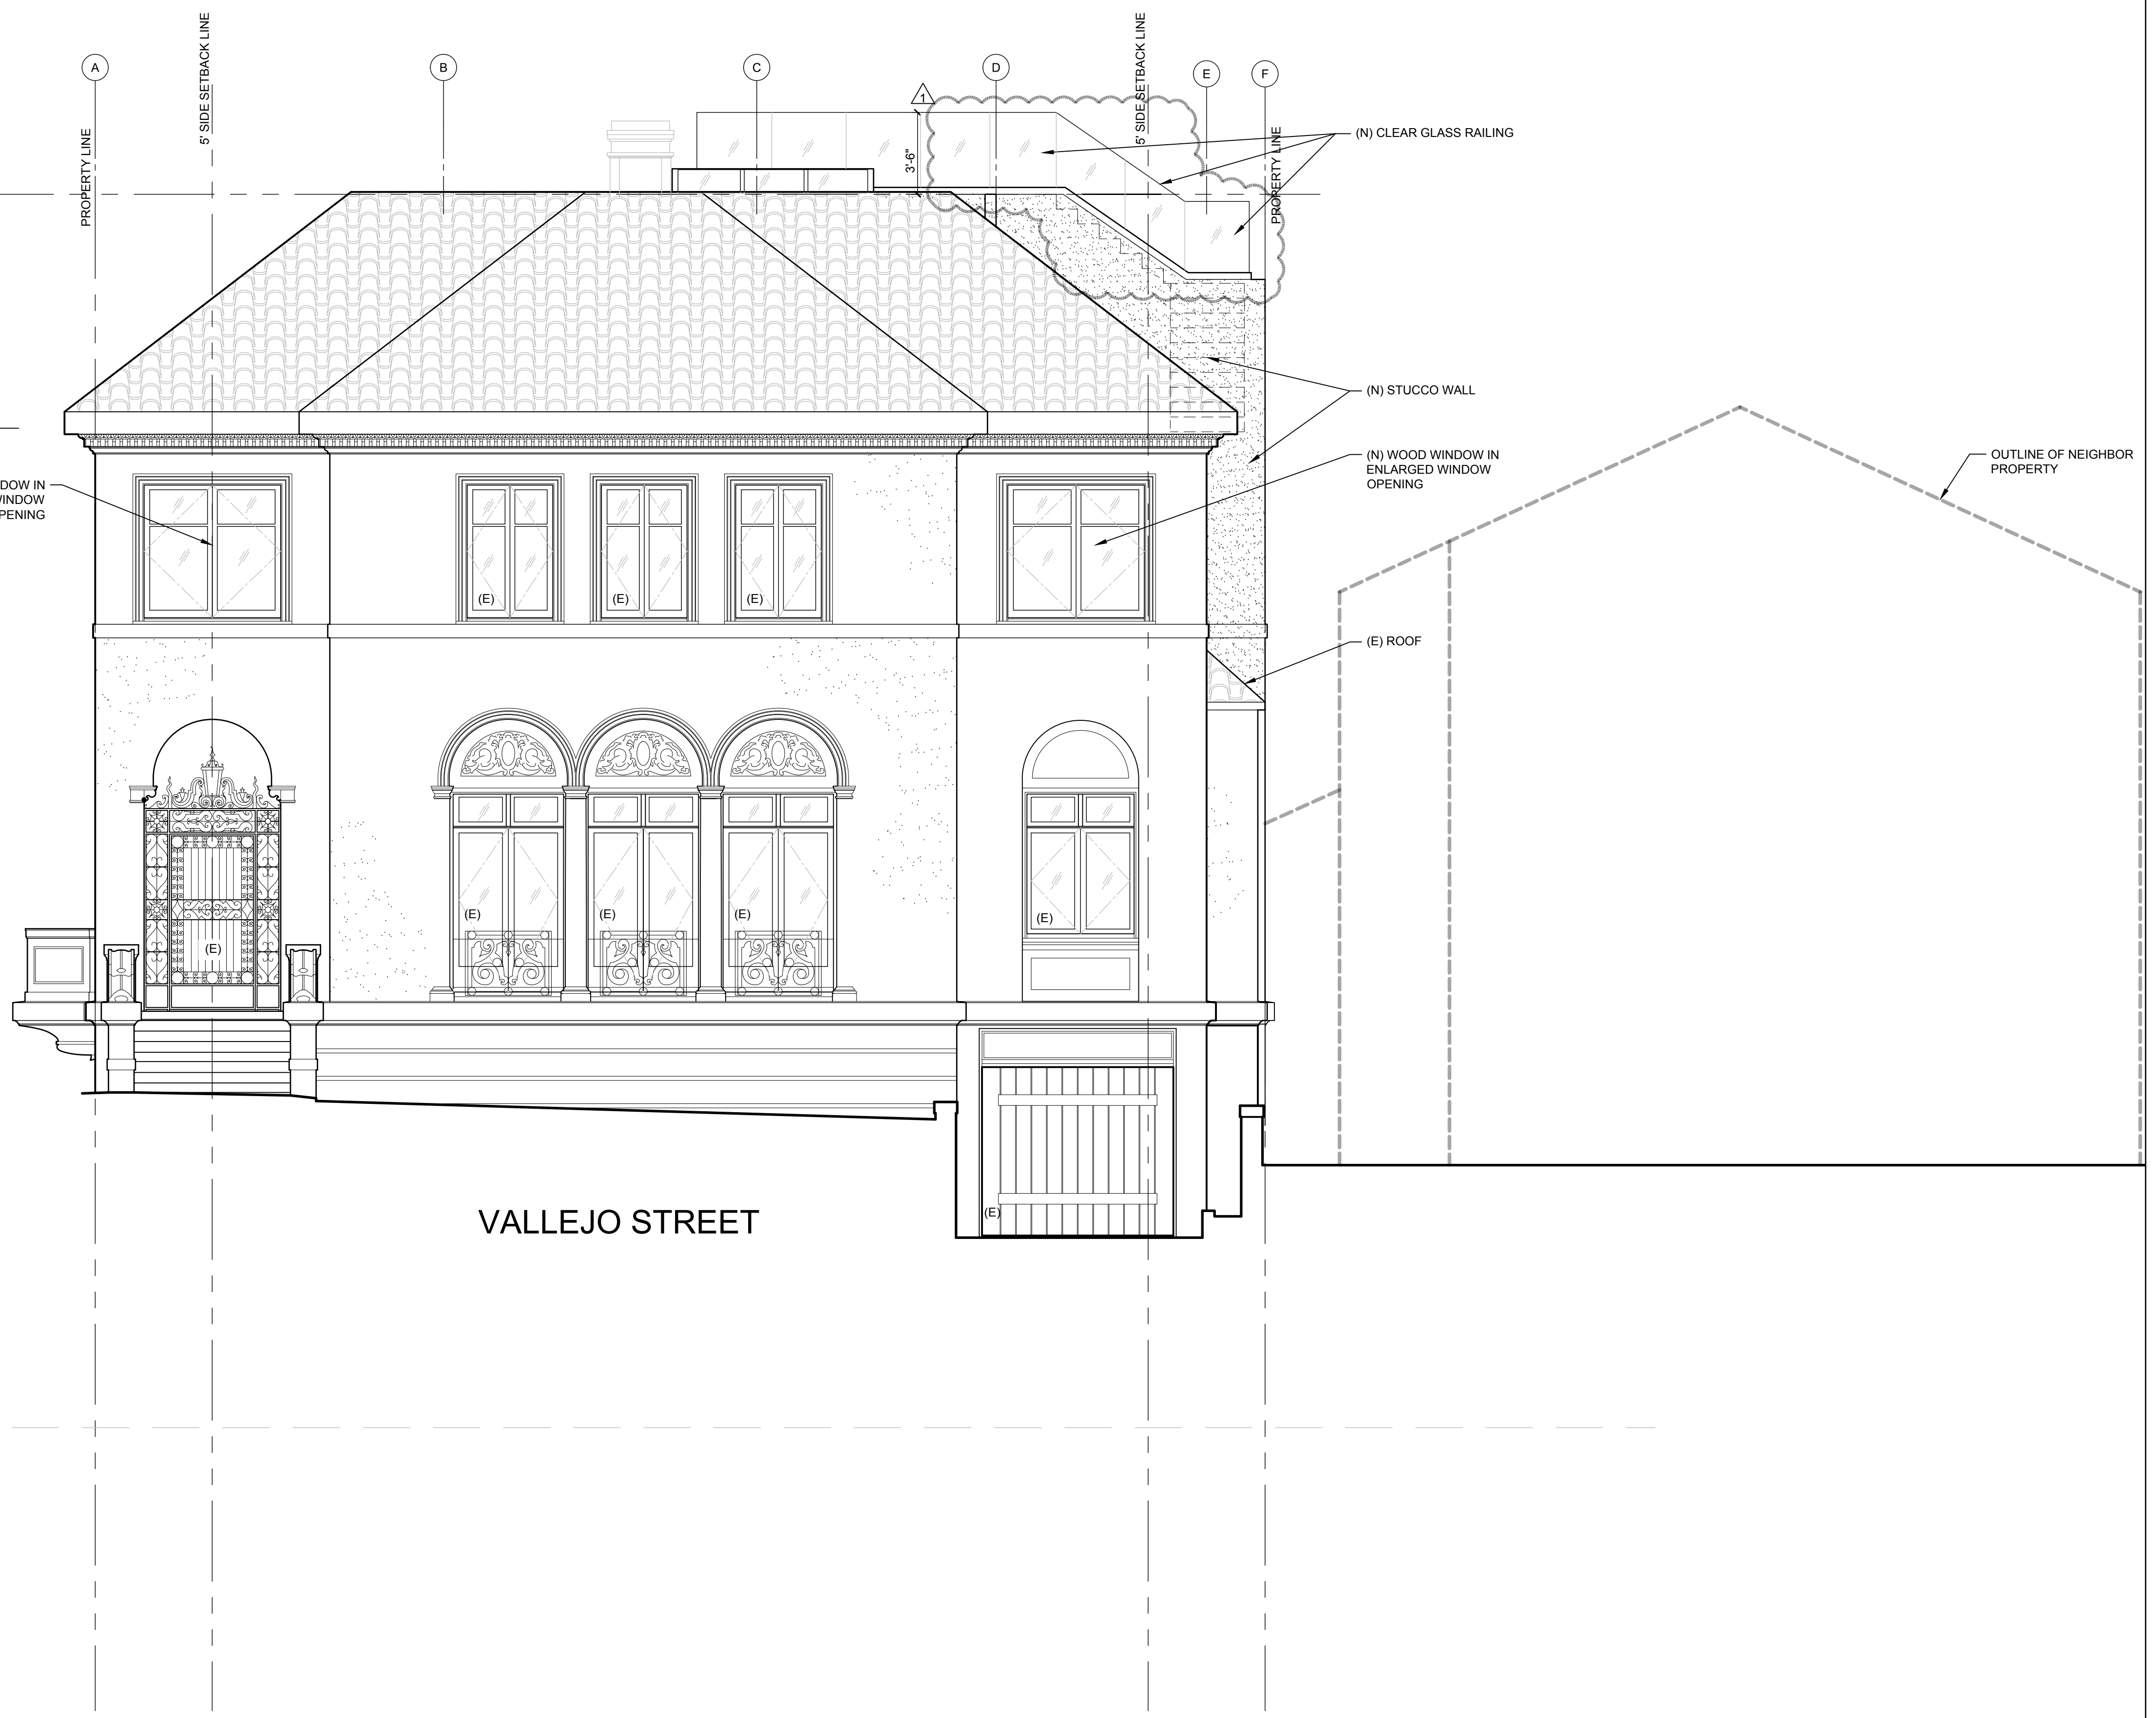 5' SIDE SETBACK LINE
5' SIDE SETBACK LINE
A
B
C
D
E
F
1
PROPERTY LINE
PROPERTY LINE
3'-6"
(N) CLEAR GLASS RAILING
(N) STUCCO WALL
(N) WOOD WINDOW IN
ENLARGED WINDOW
OPENING
OUTLINE OF NEIGHBOR
PROPERTY
DOW IN
WINDOW
PENING
(E)
(E)
(E)
(E) ROOF
(E)
(E)
(E)
(E)
(E)
(E)
VALLEJO STREET